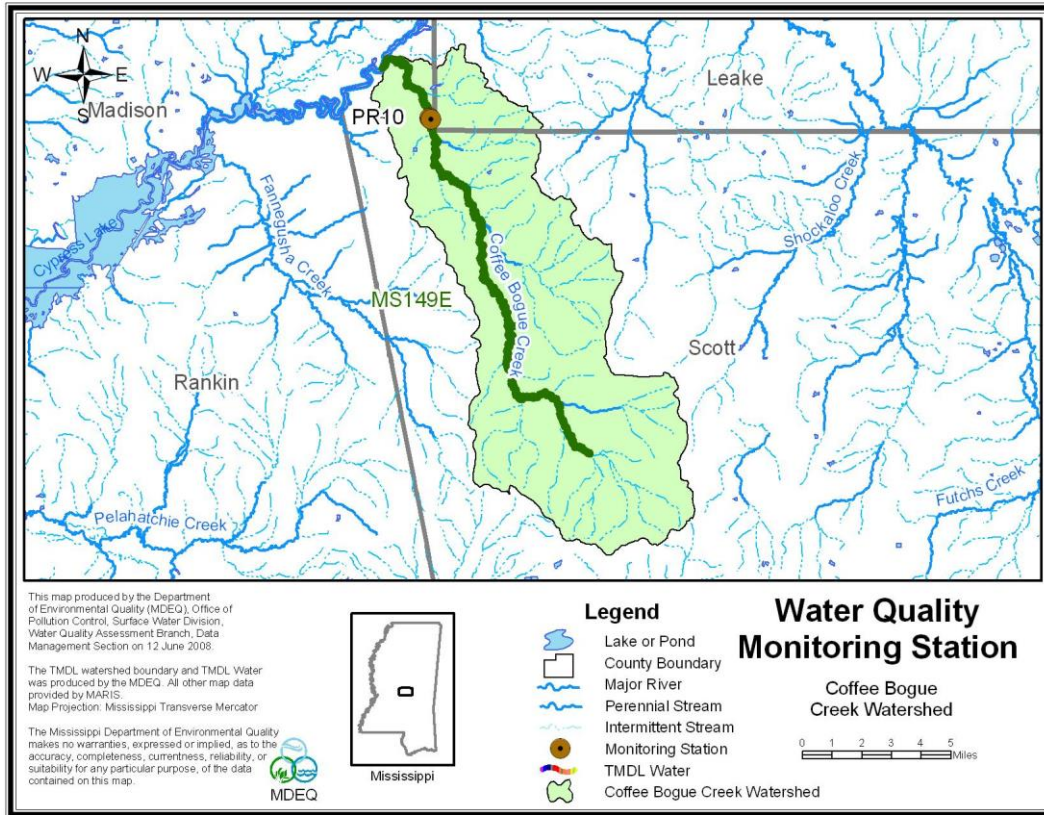 N
W
E
S
Madison
Leake
PR10
Fannegusha Creek
Cypress Lake
Coffee Bogue Creek
Shockaloo Creek
MS149E
Scott
Rankin
Pelahatchie Creek
Futchs Creek
This map produced by the Department
of Environmental Quality (MDEQ), Office of
Pollution Control, Surface Water Division,
Water Quality Assessment Branch, Data
Management Section on 12 June 2008.
The TMDL watershed boundary and TMDL Water
was produced by the MDEQ. All other map data
provided by MARIS.
Map Projection: Mississippi Transverse Mercator
The Mississippi Department of Environmental Quality
makes no warranties, expressed or implied, as to the
accuracy, completeness, currentness, reliability, or
suitability for any particular purpose, of the data
contained on this map.
MDEQ
Mississippi
Legend
Lake or Pond
County Boundary
Major River
Perennial Stream
Intermittent Stream
Monitoring Station
TMDL Water
Coffee Bogue Creek Watershed
Water Quality
Monitoring Station
Coffee Bogue
Creek Watershed
0 1 2 3 4 5
Miles